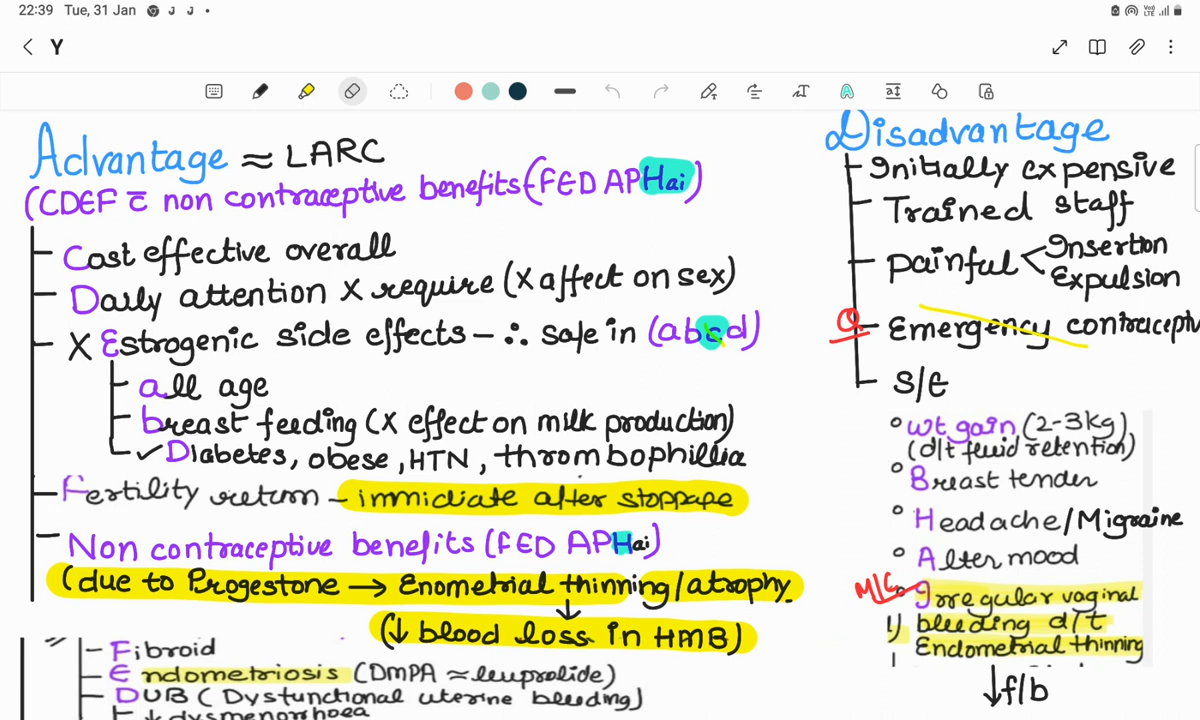 22:39 Tue, 31 Jan
Y
Advantage ≈ LARC
(CDEF c̄ non contraceptive benefits (FED APHai)
Cost effective overall
Daily attention X require (X affect on sex)
X Estrogenic side effects – ∴ safe in (abcd)
all age
breast feeding (X effect on milk production)
✓ Diabetes, obese, HTN, thrombophillia
Fertility return – immidiate after stoppage
Non contraceptive benefits (FED APHai)
(due to Progestone → Enometrial thinning/atrophy
↓
(↓ blood loss in HMB)
Fibroid
Endometriosis (DMPA ≈ leuprolide)
DUB (Dysfunctional uterine bleeding)
↓ dysmenorrhoea
Disadvantage
Initially expensive
Trained staff
Painful < Insertion
Expulsion
Q Emergency contraceptv
S/E
wt gain (2-3kg)
(d/t fluid retention)
Breast tender
Headache/Migraine
Alter mood
M/C Irregular vaginal
bleeding d/t
Endometrial thinning
↓ f/b